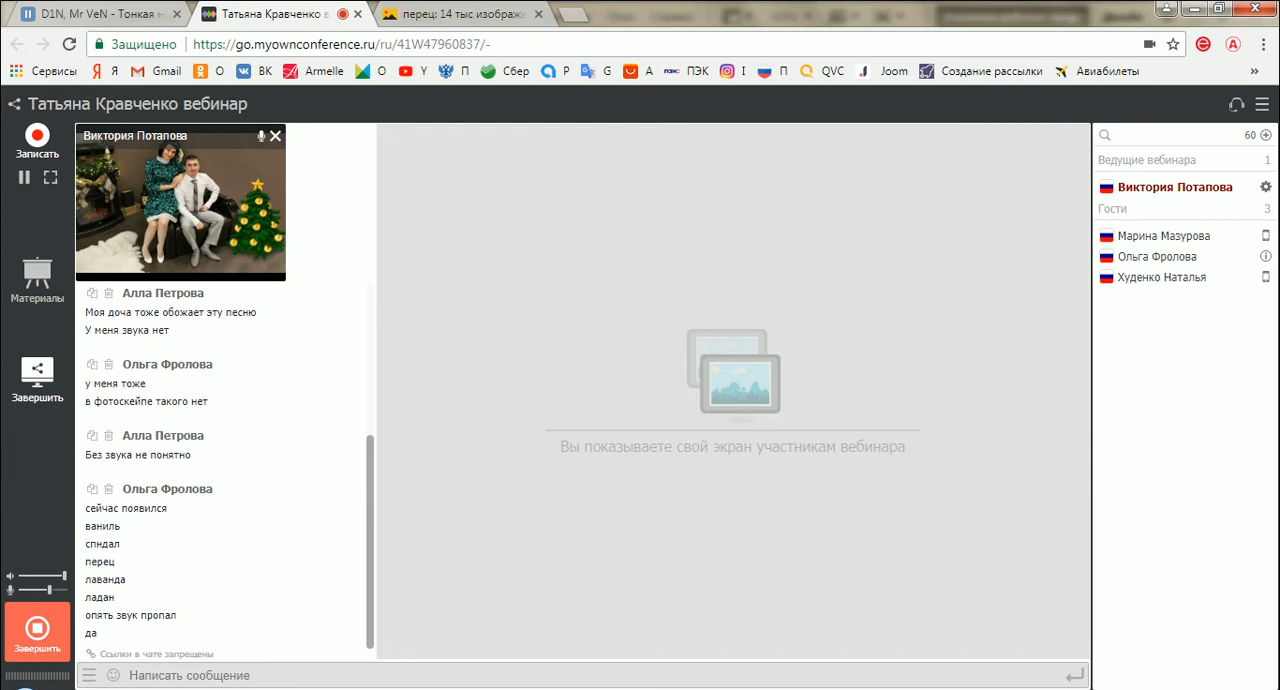 D1N, Mr VeN - Тонкая н
Татьяна Кравченко в
перец: 14 тыс изображе
Защищено
https://go.myownconference.ru/ru/41W47960837/-
Сервисы
Я
Gmail
О
ВК
Armelle
О
Y
П
Сбер
Р
G
А
ПЭК
I
П
QVC
Joom
Создание рассылки
Авиабилеты
»
Татьяна Кравченко вебинар
Записать
Материалы
Завершить
Завершить
Виктория Потапова
Алла Петрова
Моя доча тоже обожает эту песню
У меня звука нет
Ольга Фролова
у меня тоже
в фотоскейпе такого нет
Алла Петрова
Без звука не понятно
Ольга Фролова
сейчас появился
ваниль
спндал
перец
лаванда
ладан
опять звук пропал
да
Ссылки в чате запрещены
Написать сообщение
Вы показываете свой экран участникам вебинара
60
Ведущие вебинара 1
Виктория Потапова
Гости 3
Марина Мазурова
Ольга Фролова
Худенко Наталья